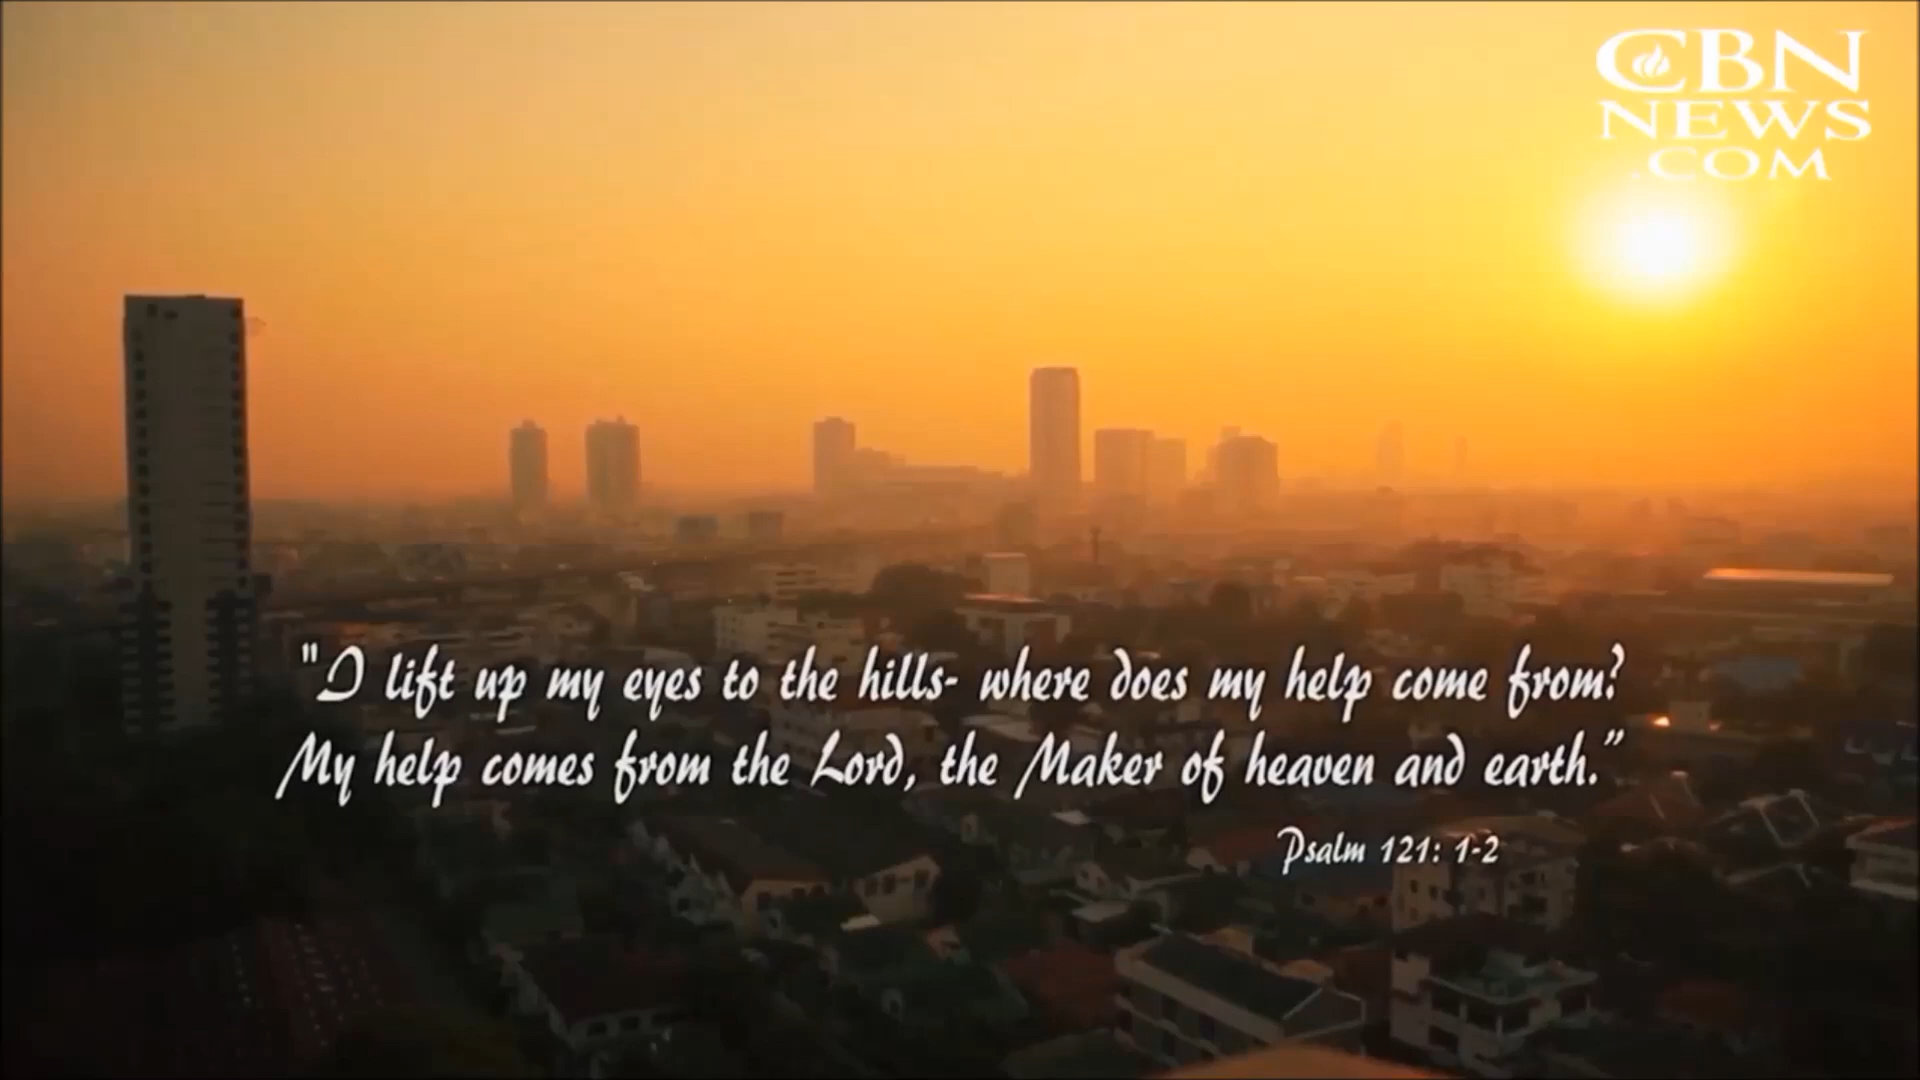 CBN
NEWS
.COM
"I lift up my eyes to the hills- where does my help come from?
My help comes from the Lord, the Maker of heaven and earth.”
Psalm 121: 1-2